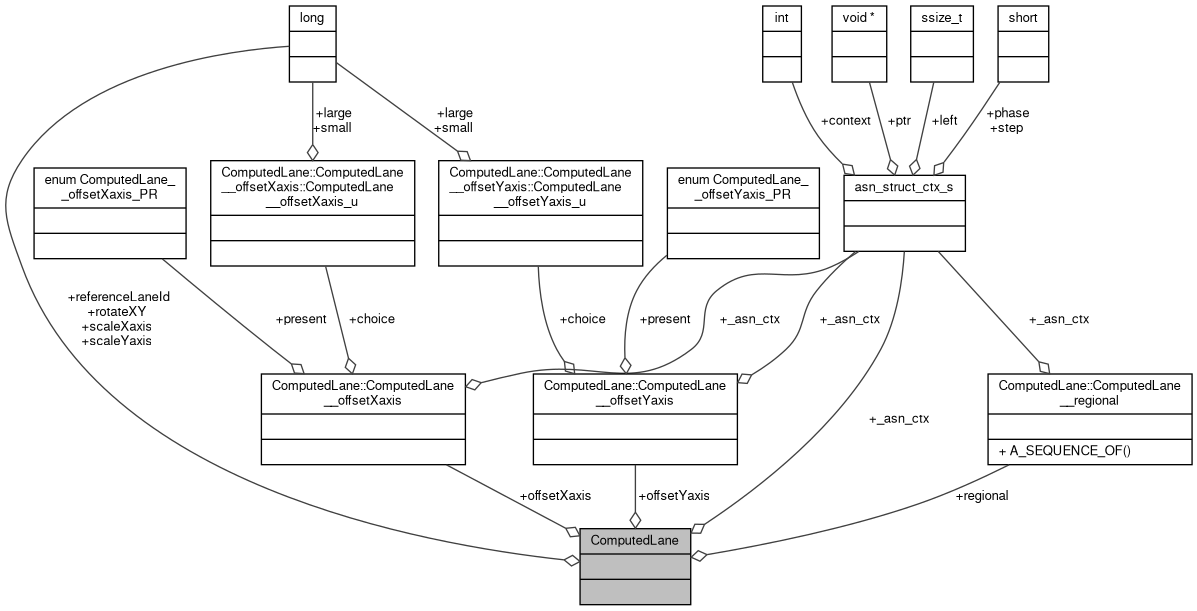 long
int
void *
ssize_t
short
+large
+small
+large
+small
+context
+ptr
+left
+phase
+step
enum ComputedLane_
_offsetXaxis_PR
ComputedLane::ComputedLane
__offsetXaxis::ComputedLane
__offsetXaxis_u
ComputedLane::ComputedLane
__offsetYaxis::ComputedLane
__offsetYaxis_u
enum ComputedLane_
_offsetYaxis_PR
asn_struct_ctx_s
+referenceLaneId
+rotateXY
+scaleXaxis
+scaleYaxis
+present
+choice
+choice
+present
+_asn_ctx
+_asn_ctx
+_asn_ctx
ComputedLane::ComputedLane
__offsetXaxis
ComputedLane::ComputedLane
__offsetYaxis
+_asn_ctx
ComputedLane::ComputedLane
__regional
+ A_SEQUENCE_OF()
+offsetXaxis
+offsetYaxis
+regional
ComputedLane